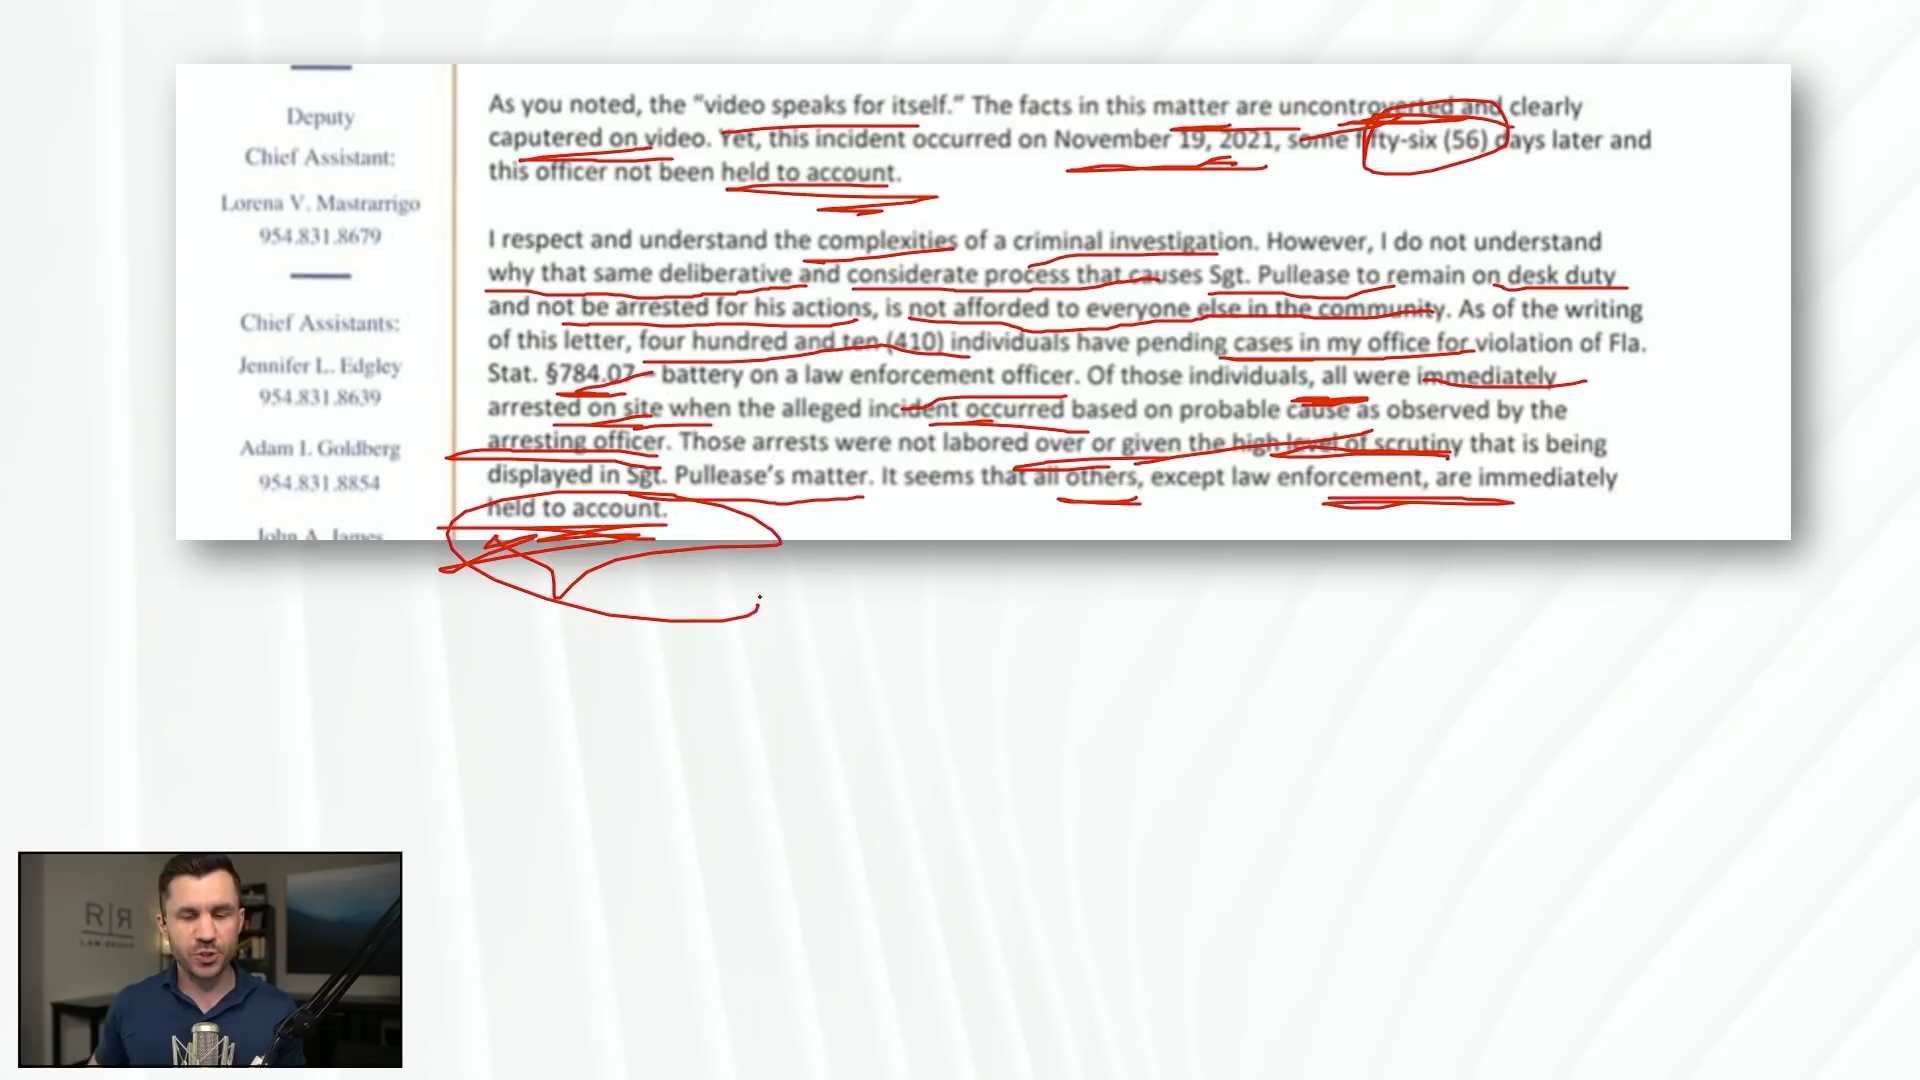 Deputy
Chief Assistant:
Lorena V. Mastrarrigo
954.831.8679
Chief Assistants:
Jennifer L. Edgley
954.831.8639
Adam I. Goldberg
954.831.8854
John A. James
As you noted, the “video speaks for itself.” The facts in this matter are uncontroverted and clearly
caputered on video. Yet, this incident occurred on November 19, 2021, some fifty-six (56) days later and
this officer not been held to account.
I respect and understand the complexities of a criminal investigation. However, I do not understand
why that same deliberative and considerate process that causes Sgt. Pullease to remain on desk duty
and not be arrested for his actions, is not afforded to everyone else in the community. As of the writing
of this letter, four hundred and ten (410) individuals have pending cases in my office for violation of Fla.
Stat. §784.07 – battery on a law enforcement officer. Of those individuals, all were immediately
arrested on site when the alleged incident occurred based on probable cause as observed by the
arresting officer. Those arrests were not labored over or given the high level of scrutiny that is being
displayed in Sgt. Pullease’s matter. It seems that all others, except law enforcement, are immediately
held to account.
R|R
LAW GROUP